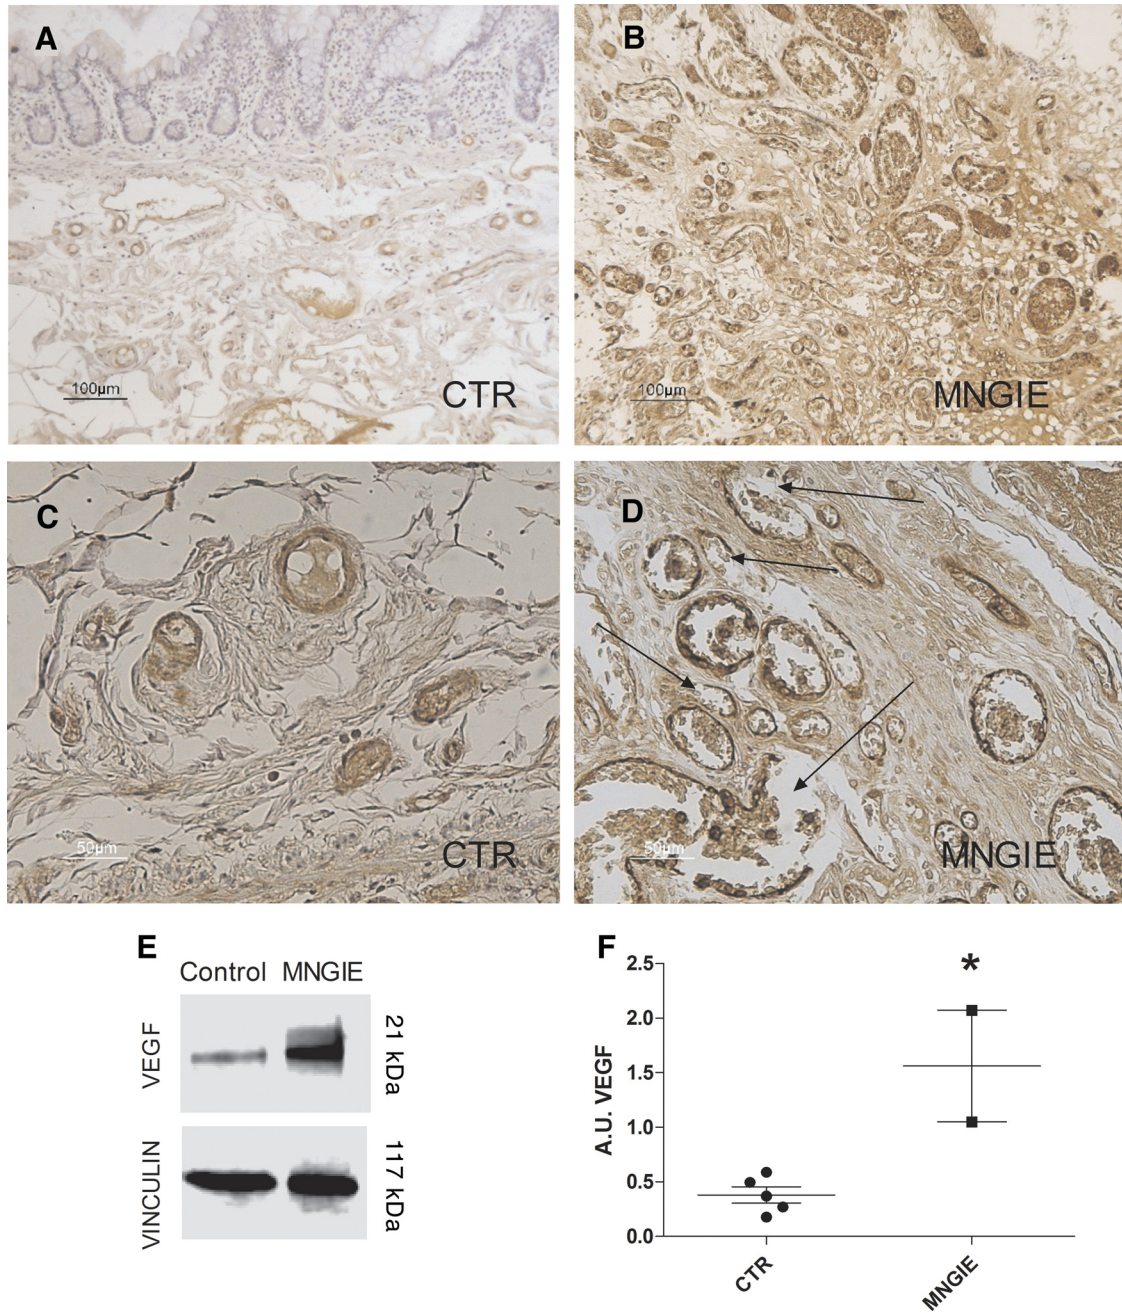 A
100µm
CTR
B
100µm
MNGIE
C
50µm
CTR
D
50µm
MNGIE
E
Control MNGIE
VEGF
21 kDa
VINCULIN
117 kDa
F
*
2.5
2.0
1.5
1.0
0.5
0.0
A.U. VEGF
CTR
MNGIE